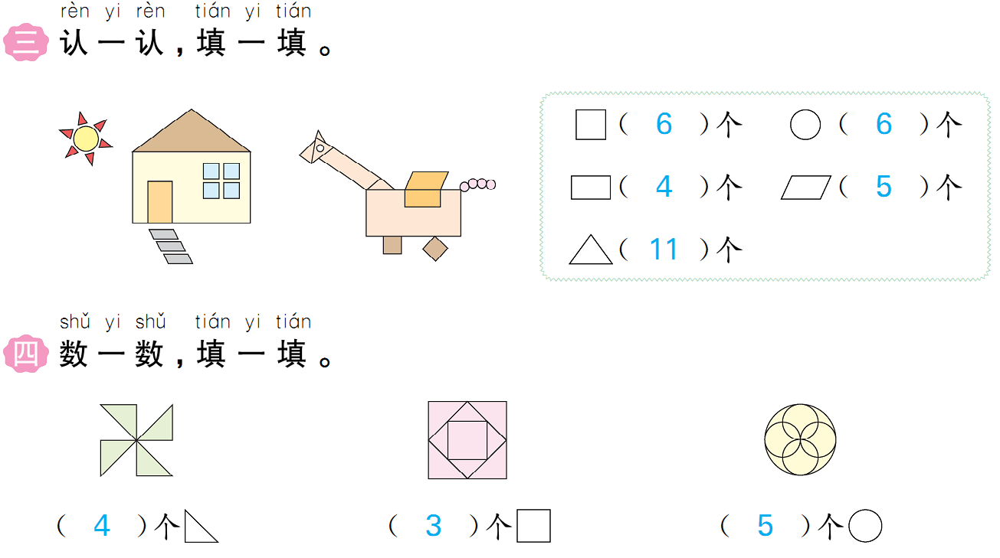 rèn yi rèn tián yi tián
三 认一认,填一填。
(6)个 (6)个
(4)个 (5)个
(11)个
shǔ yi shǔ tián yi tián
四 数一数,填一填。
(4)个 (3)个 (5)个